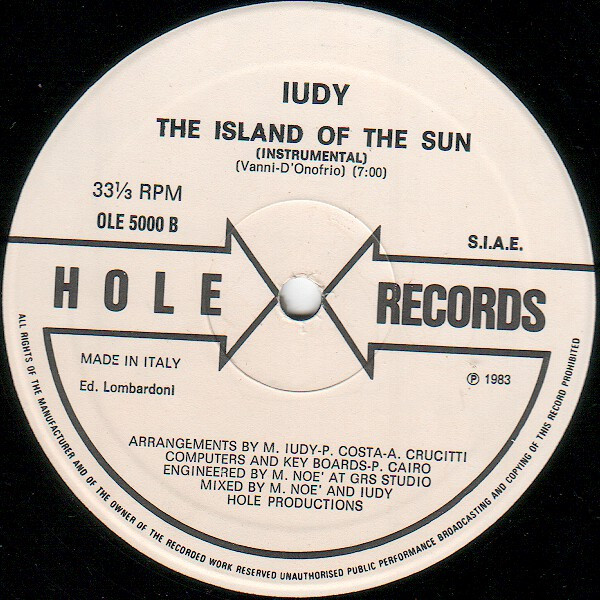 IUDY
THE ISLAND OF THE SUN
(INSTRUMENTAL)
(Vanni-D'Onofrio) (7:00)
33⅓ RPM
OLE 5000 B
S.I.A.E.
HOLE RECORDS
MADE IN ITALY
Ed. Lombardoni
℗ 1983
ARRANGEMENTS BY M. IUDY-P. COSTA-A. CRUCITTI
COMPUTERS AND KEY BOARDS-P. CAIRO
ENGINEERED BY M. NOE' AT GRS STUDIO
MIXED BY M. NOE' AND IUDY
HOLE PRODUCTIONS
ALL RIGHTS OF THE MANUFACTURER AND OF THE OWNER OF THE RECORDED WORK RESERVED UNAUTHORISED PUBLIC PERFORMANCE BROADCASTING AND COPYING OF THIS RECORD PROHIBITED